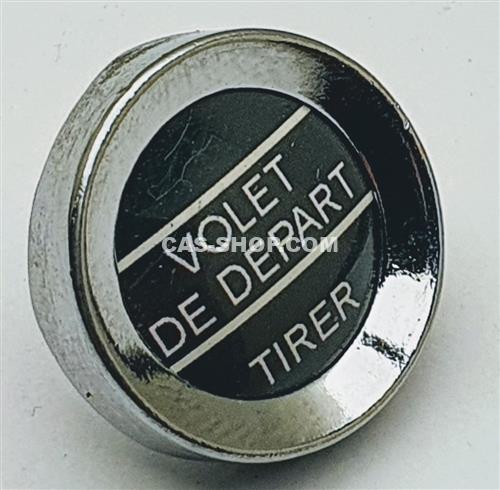 VOLET
DE DEPART
TIRER
CAS-SHOP.COM